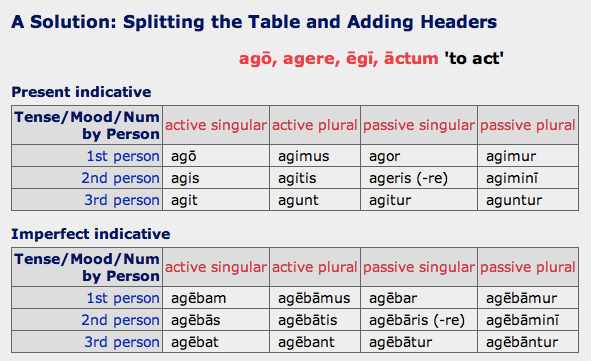 A Solution: Splitting the Table and Adding Headers
agō, agere, ēgī, āctum 'to act'
Present indicative
Tense/Mood/Num by Person active singular active plural passive singular passive plural
1st person agō agimus agor agimur
2nd person agis agitis ageris (-re) agiminī
3rd person agit agunt agitur aguntur
Imperfect indicative
Tense/Mood/Num by Person active singular active plural passive singular passive plural
1st person agēbam agēbāmus agēbar agēbāmur
2nd person agēbās agēbātis agēbāris (-re) agēbāminī
3rd person agēbat agēbant agēbātur agēbāntur